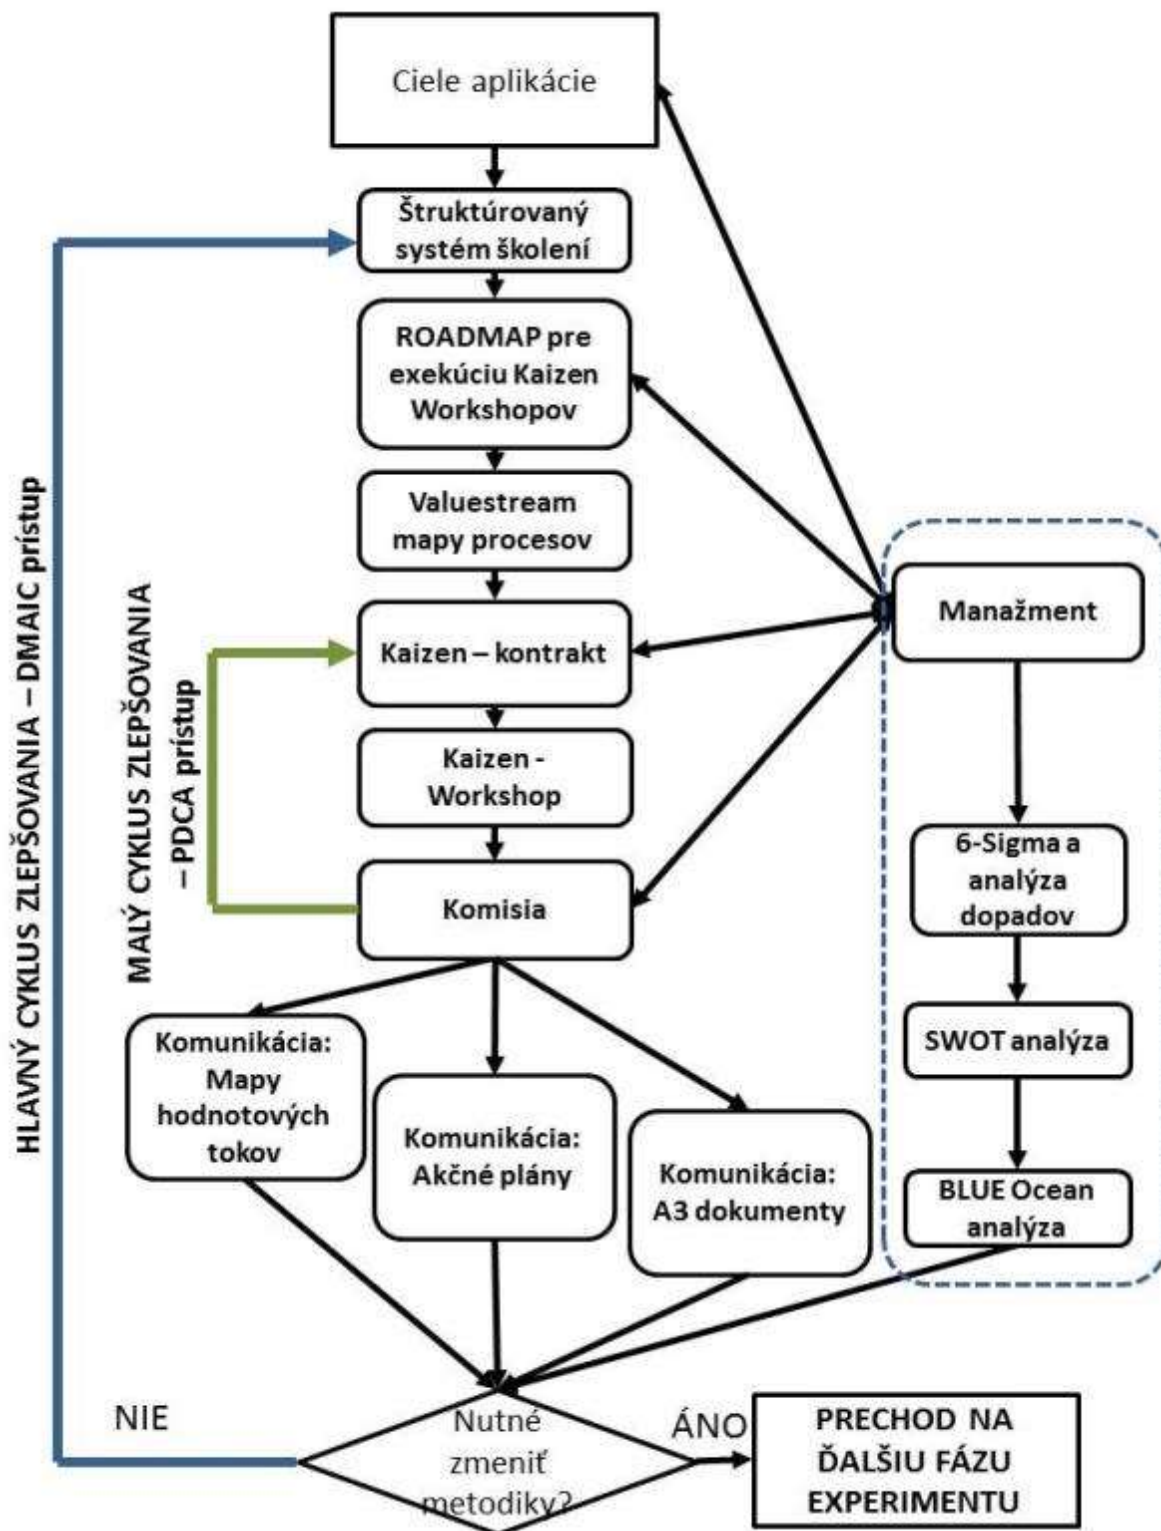 Ciele aplikácie
Štruktúrovaný
systém školení
ROADMAP pre
exekúciu Kaizen
Workshopov
Valuestream
mapy procesov
Kaizen – kontrakt
Kaizen -
Workshop
Komisia
Manažment
6-Sigma a
analýza
dopadov
SWOT analýza
BLUE Ocean
analýza
HLAVNÝ CYKLUS ZLEPŠOVANIA – DMAIC prístup
MALÝ CYKLUS ZLEPŠOVANIA
– PDCA prístup
Komunikácia:
Mapy
hodnotových
tokov
Komunikácia:
Akčné plány
Komunikácia:
A3 dokumenty
NIE
Nutné
zmeniť
metodiky?
ÁNO
PRECHOD NA
ĎALŠIU FÁZU
EXPERIMENTU